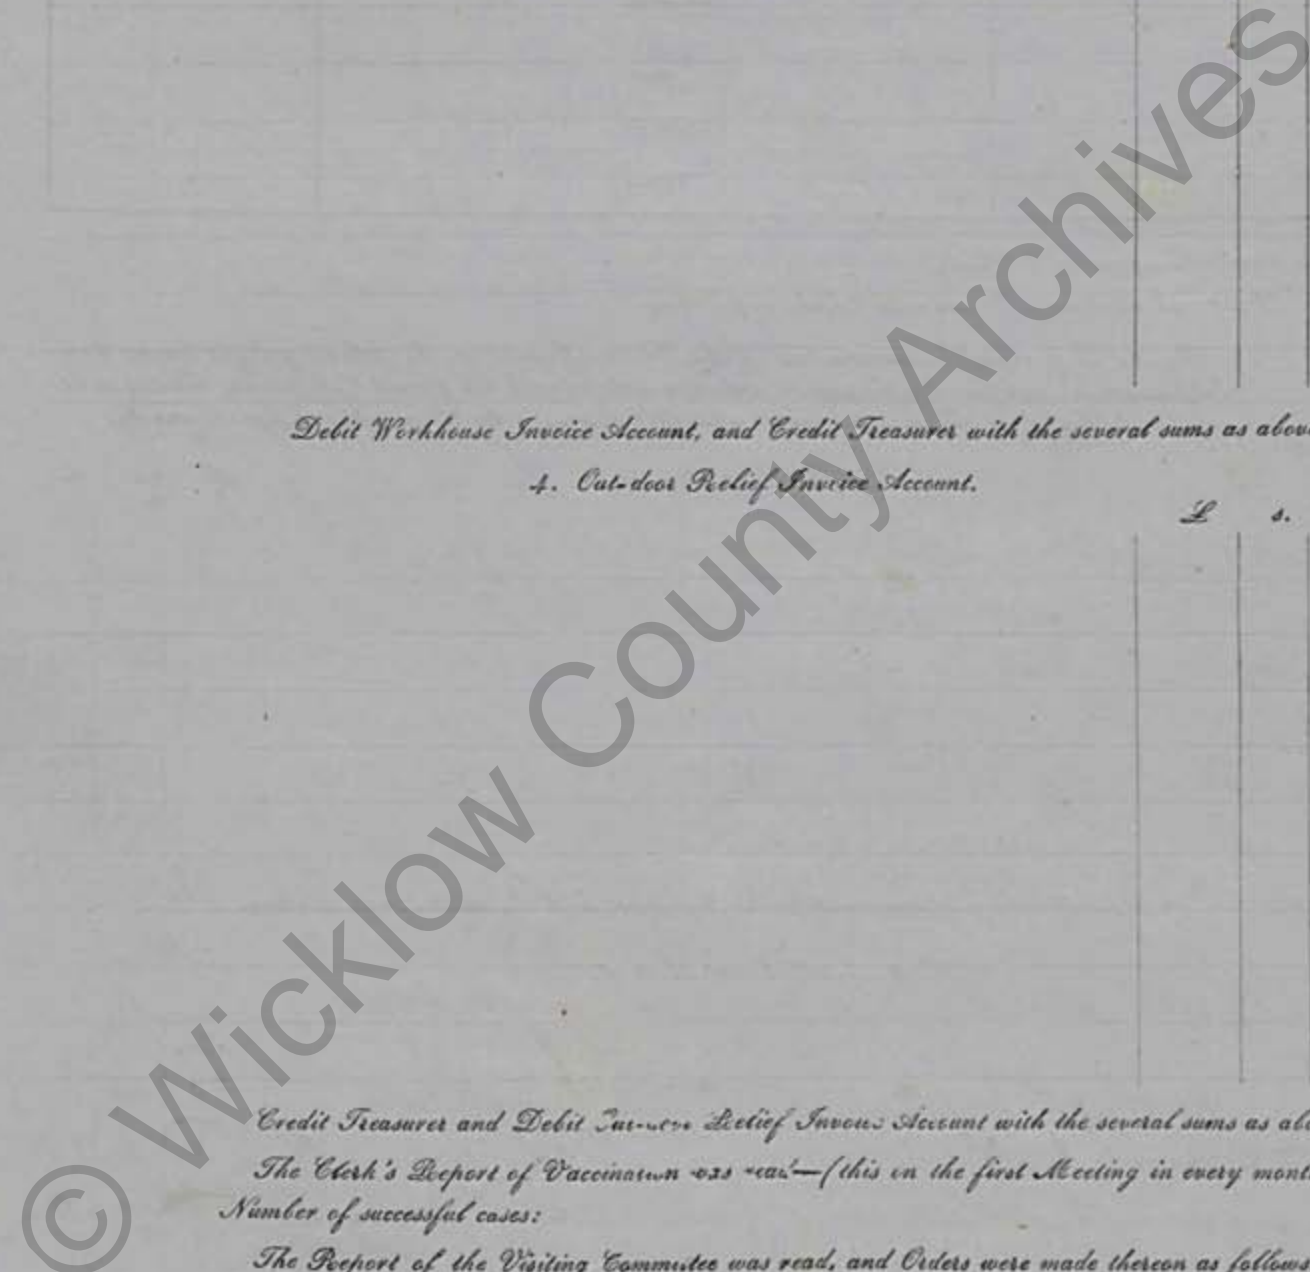 Debit Workhouse Invoice Account, and Credit Treasurer with the several sums as abov
4. Out-door Relief Invoice Account.
£ s.
Credit Treasurer and Debit Relief Invoice Account with the several sums as ab
The Clerk's Report of Vaccination was read—(this on the first Meeting in every mont
Number of successful cases:
The Report of the Visiting Committee was read, and Orders were made thereon as follows
© Wicklow County Archives